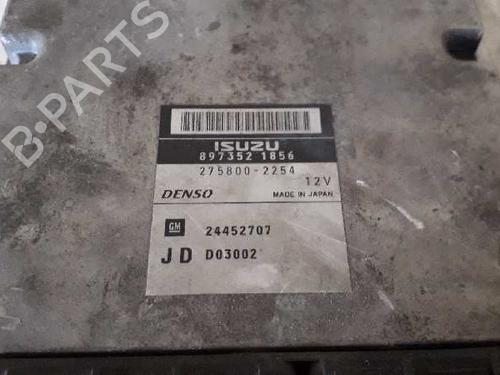 ISUZU
897352 1856
275800-2254
12V
DENSO
MADE IN JAPAN
GM
24452707
JD
D03002
B-PARTS